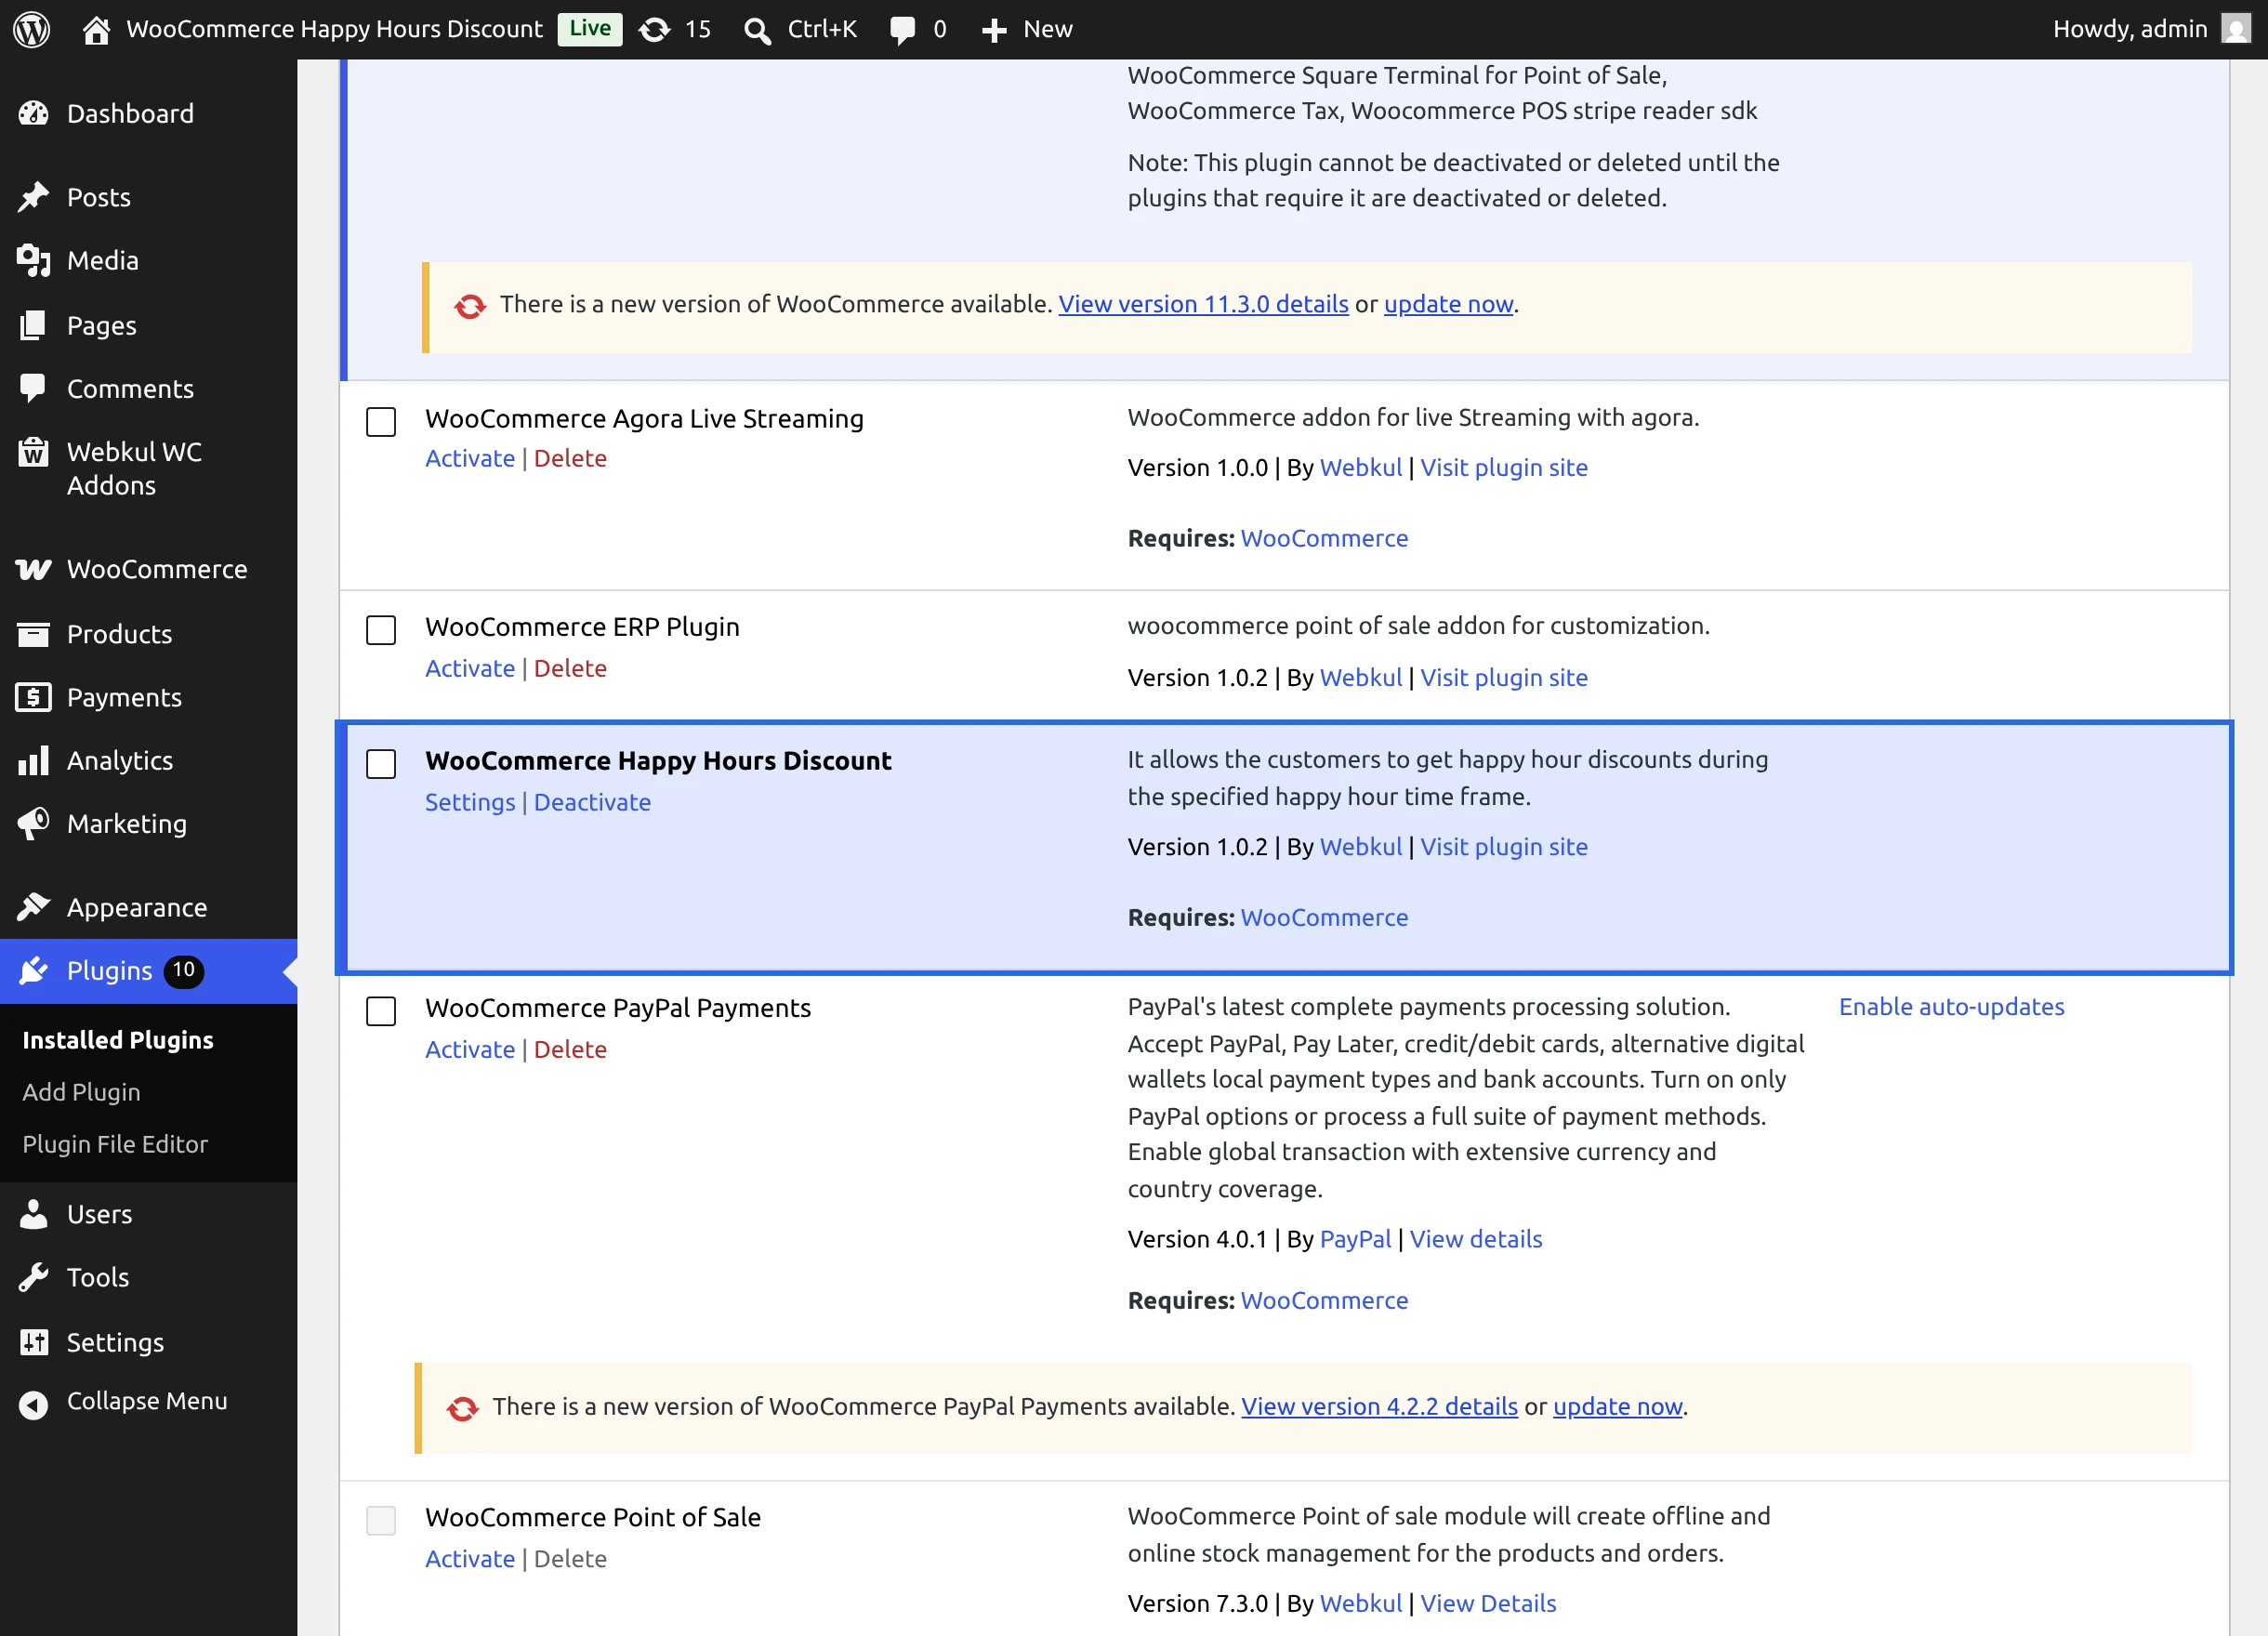 WooCommerce Happy Hours Discount Live 15 Ctrl+K 0 New Howdy, admin
Dashboard
Posts
Media
Pages
Comments
Webkul WC
Addons
WooCommerce
Products
Payments
Analytics
Marketing
Appearance
Plugins 10
Installed Plugins
Add Plugin
Plugin File Editor
Users
Tools
Settings
Collapse Menu
WooCommerce Square Terminal for Point of Sale,
WooCommerce Tax, Woocommerce POS stripe reader sdk
Note: This plugin cannot be deactivated or deleted until the
plugins that require it are deactivated or deleted.
There is a new version of WooCommerce available. View version 11.3.0 details or update now.
WooCommerce Agora Live Streaming
Activate | Delete
WooCommerce addon for live Streaming with agora.
Version 1.0.0 | By Webkul | Visit plugin site
Requires: WooCommerce
WooCommerce ERP Plugin
Activate | Delete
woocommerce point of sale addon for customization.
Version 1.0.2 | By Webkul | Visit plugin site
WooCommerce Happy Hours Discount
Settings | Deactivate
It allows the customers to get happy hour discounts during
the specified happy hour time frame.
Version 1.0.2 | By Webkul | Visit plugin site
Requires: WooCommerce
WooCommerce PayPal Payments
Activate | Delete
PayPal's latest complete payments processing solution.
Accept PayPal, Pay Later, credit/debit cards, alternative digital
wallets local payment types and bank accounts. Turn on only
PayPal options or process a full suite of payment methods.
Enable global transaction with extensive currency and
country coverage.
Version 4.0.1 | By PayPal | View details
Requires: WooCommerce
Enable auto-updates
There is a new version of WooCommerce PayPal Payments available. View version 4.2.2 details or update now.
WooCommerce Point of Sale
Activate | Delete
WooCommerce Point of sale module will create offline and
online stock management for the products and orders.
Version 7.3.0 | By Webkul | View Details